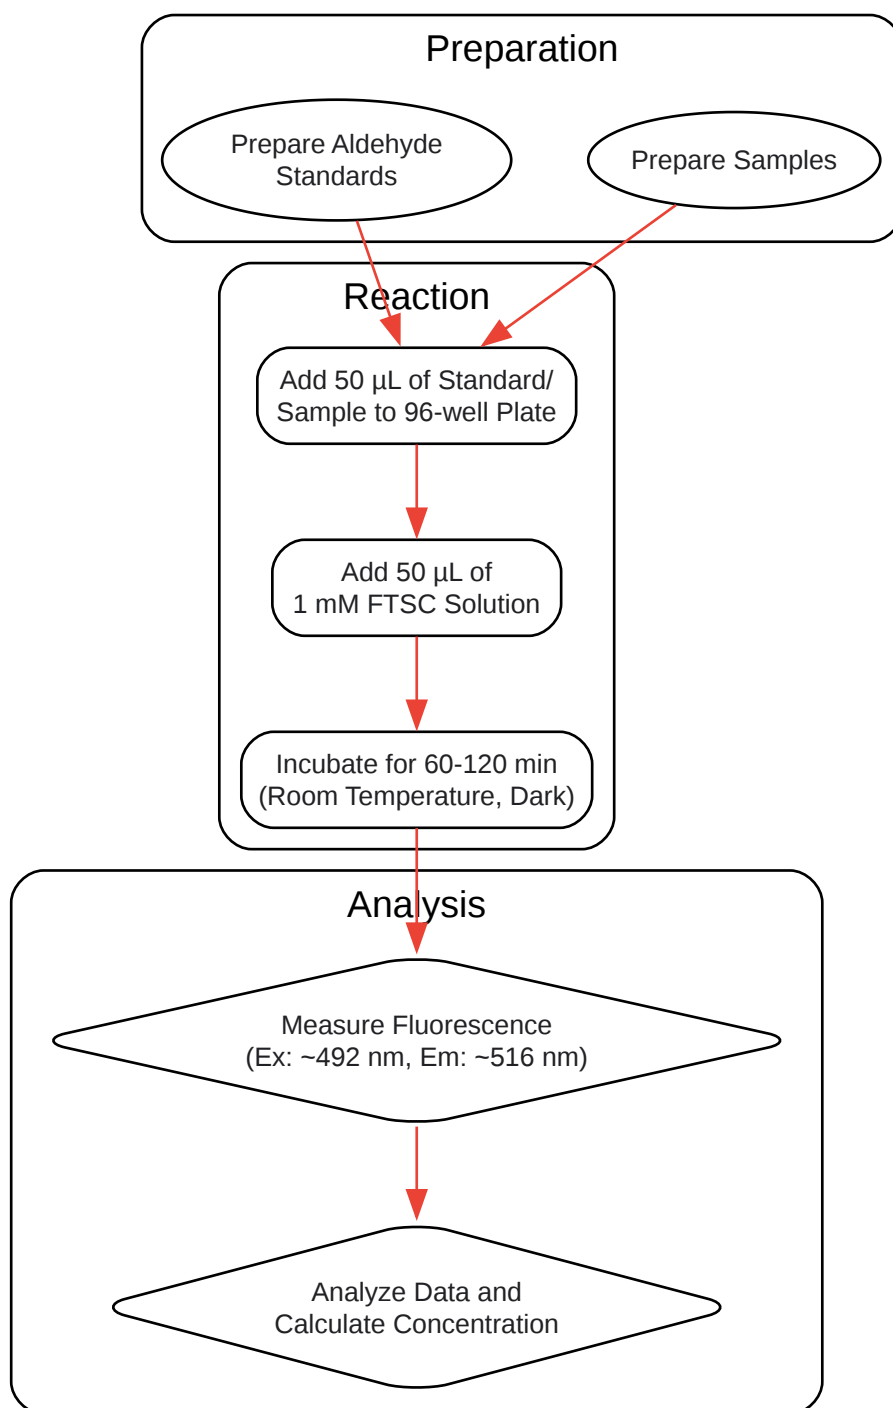 Preparation
Prepare Aldehyde
Standards
Prepare Samples
Reaction
Add 50 µL of Standard/
Sample to 96-well Plate
Add 50 µL of
1 mM FTSC Solution
Incubate for 60-120 min
(Room Temperature, Dark)
Analysis
Measure Fluorescence
(Ex: ~492 nm, Em: ~516 nm)
Analyze Data and
Calculate Concentration